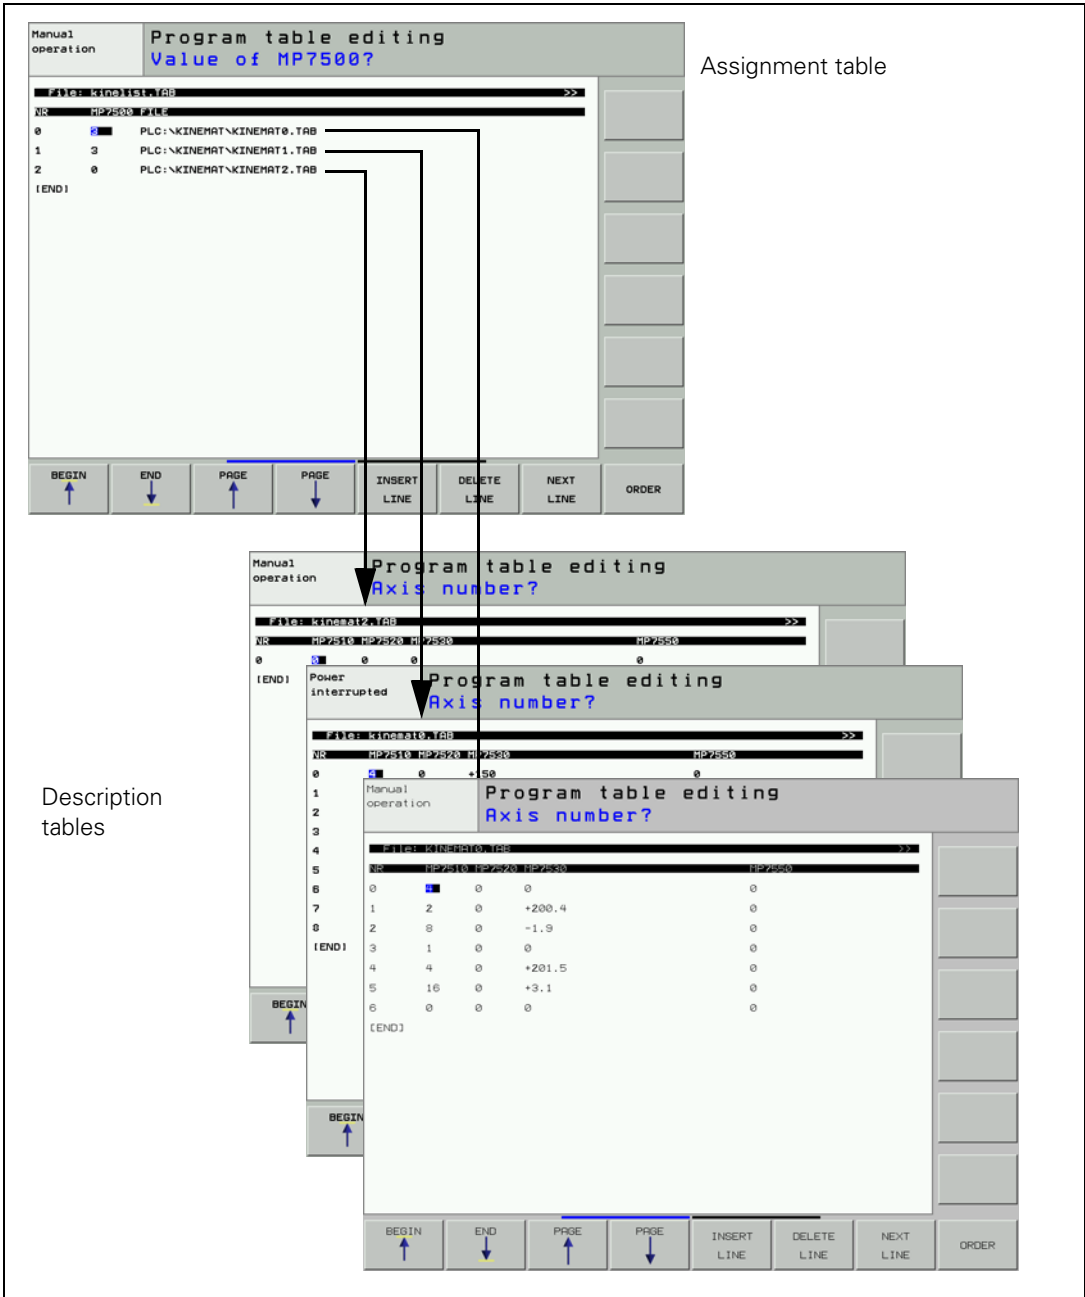 Manual
operation
Program table editing
Value of MP7500?
Assignment table
File: kinelist.TAB >>
NR MP7500 FILE
0 3 PLC:\KINEMAT\KINEMAT0.TAB
1 3 PLC:\KINEMAT\KINEMAT1.TAB
2 0 PLC:\KINEMAT\KINEMAT2.TAB
[END]
BEGIN END PAGE PAGE INSERT LINE DELETE LINE NEXT LINE ORDER
Manual
operation
Program table editing
Axis number?
File: kinemat2.TAB >>
NR MP7510 MP7520 MP7530 MP7550
0 0 0 0 0
[END]
BEGIN
Power
interrupted
Program table editing
Axis number?
File: kinemat0.TAB >>
NR MP7510 MP7520 MP7530 MP7550
0 4 0 +150 0
1
2
3
4
5
6
7
8
[END]
BEGIN
Description
tables
Manual
operation
Program table editing
Axis number?
File: KINEMAT0.TAB >>
NR MP7510 MP7520 MP7530 MP7550
0 4 0 0 0
1 2 0 +200.4 0
2 8 0 -1.9 0
3 1 0 0 0
4 4 0 +201.5 0
5 16 0 +3.1 0
6 0 0 0 0
[END]
BEGIN END PAGE PAGE INSERT LINE DELETE LINE NEXT LINE ORDER